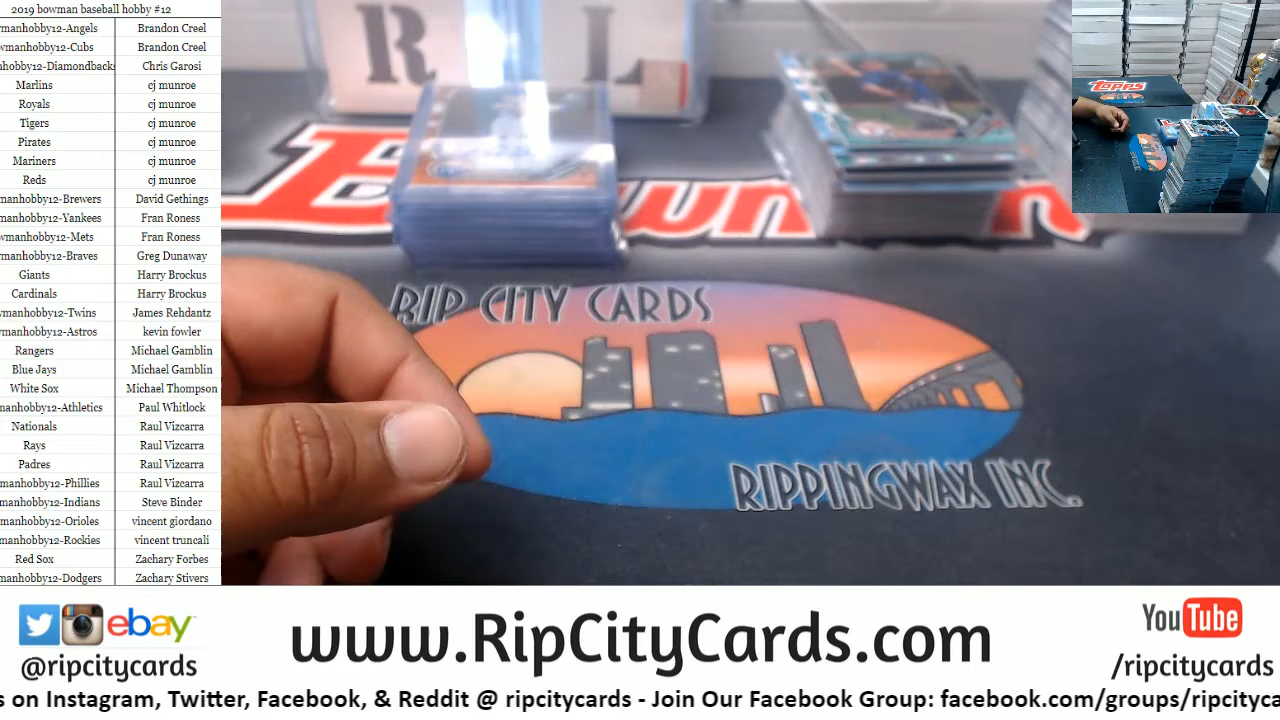 2019 bowman baseball hobby #12
wmanhobby12-Angels Brandon Creel
wmanhobby12-Cubs Brandon Creel
nhobby12-Diamondbacks Chris Garosi
Marlins cj munroe
Royals cj munroe
Tigers cj munroe
Pirates cj munroe
Mariners cj munroe
Reds cj munroe
manhobby12-Brewers David Gethings
manhobby12-Yankees Fran Roness
wmanhobby12-Mets Fran Roness
manhobby12-Braves Greg Dunaway
Giants Harry Brockus
Cardinals Harry Brockus
wmanhobby12-Twins James Rehdantz
wmanhobby12-Astros kevin fowler
Rangers Michael Gamblin
Blue Jays Michael Gamblin
White Sox Michael Thompson
manhobby12-Athletics Paul Whitlock
Nationals Raul Vizcarra
Rays Raul Vizcarra
Padres Raul Vizcarra
manhobby12-Phillies Raul Vizcarra
manhobby12-Indians Steve Binder
manhobby12-Orioles vincent giordano
manhobby12-Rockies vincent truncali
Red Sox Zachary Forbes
manhobby12-Dodgers Zachary Stivers
R L
TOPPS
RIP CITY CARDS
RIPPINGWAX INC.
ebay
@ripcitycards
www.RipCityCards.com
YouTube
/ripcitycards
s on Instagram, Twitter, Facebook, & Reddit @ ripcitycards - Join Our Facebook Group: facebook.com/groups/ripcityca